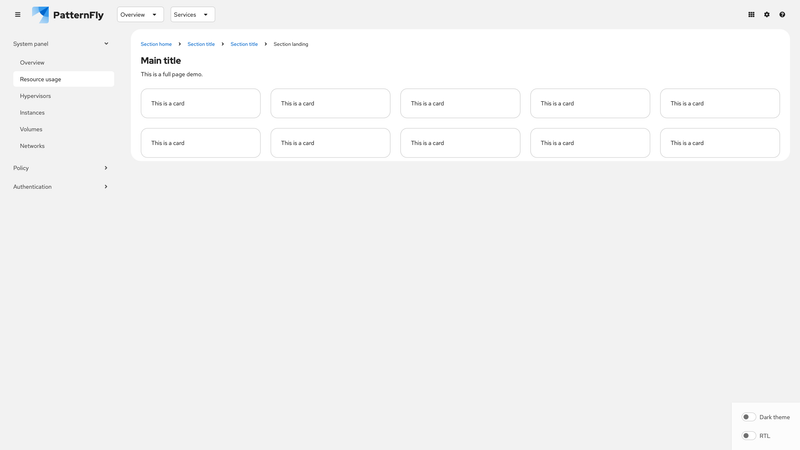 PatternFly
Overview
Services
System panel
Overview
Resource usage
Hypervisors
Instances
Volumes
Networks
Policy
Authentication
Section home
Section title
Section title
Section landing
Main title
This is a full page demo.
This is a card
This is a card
This is a card
This is a card
This is a card
This is a card
This is a card
This is a card
This is a card
This is a card
Dark theme
RTL